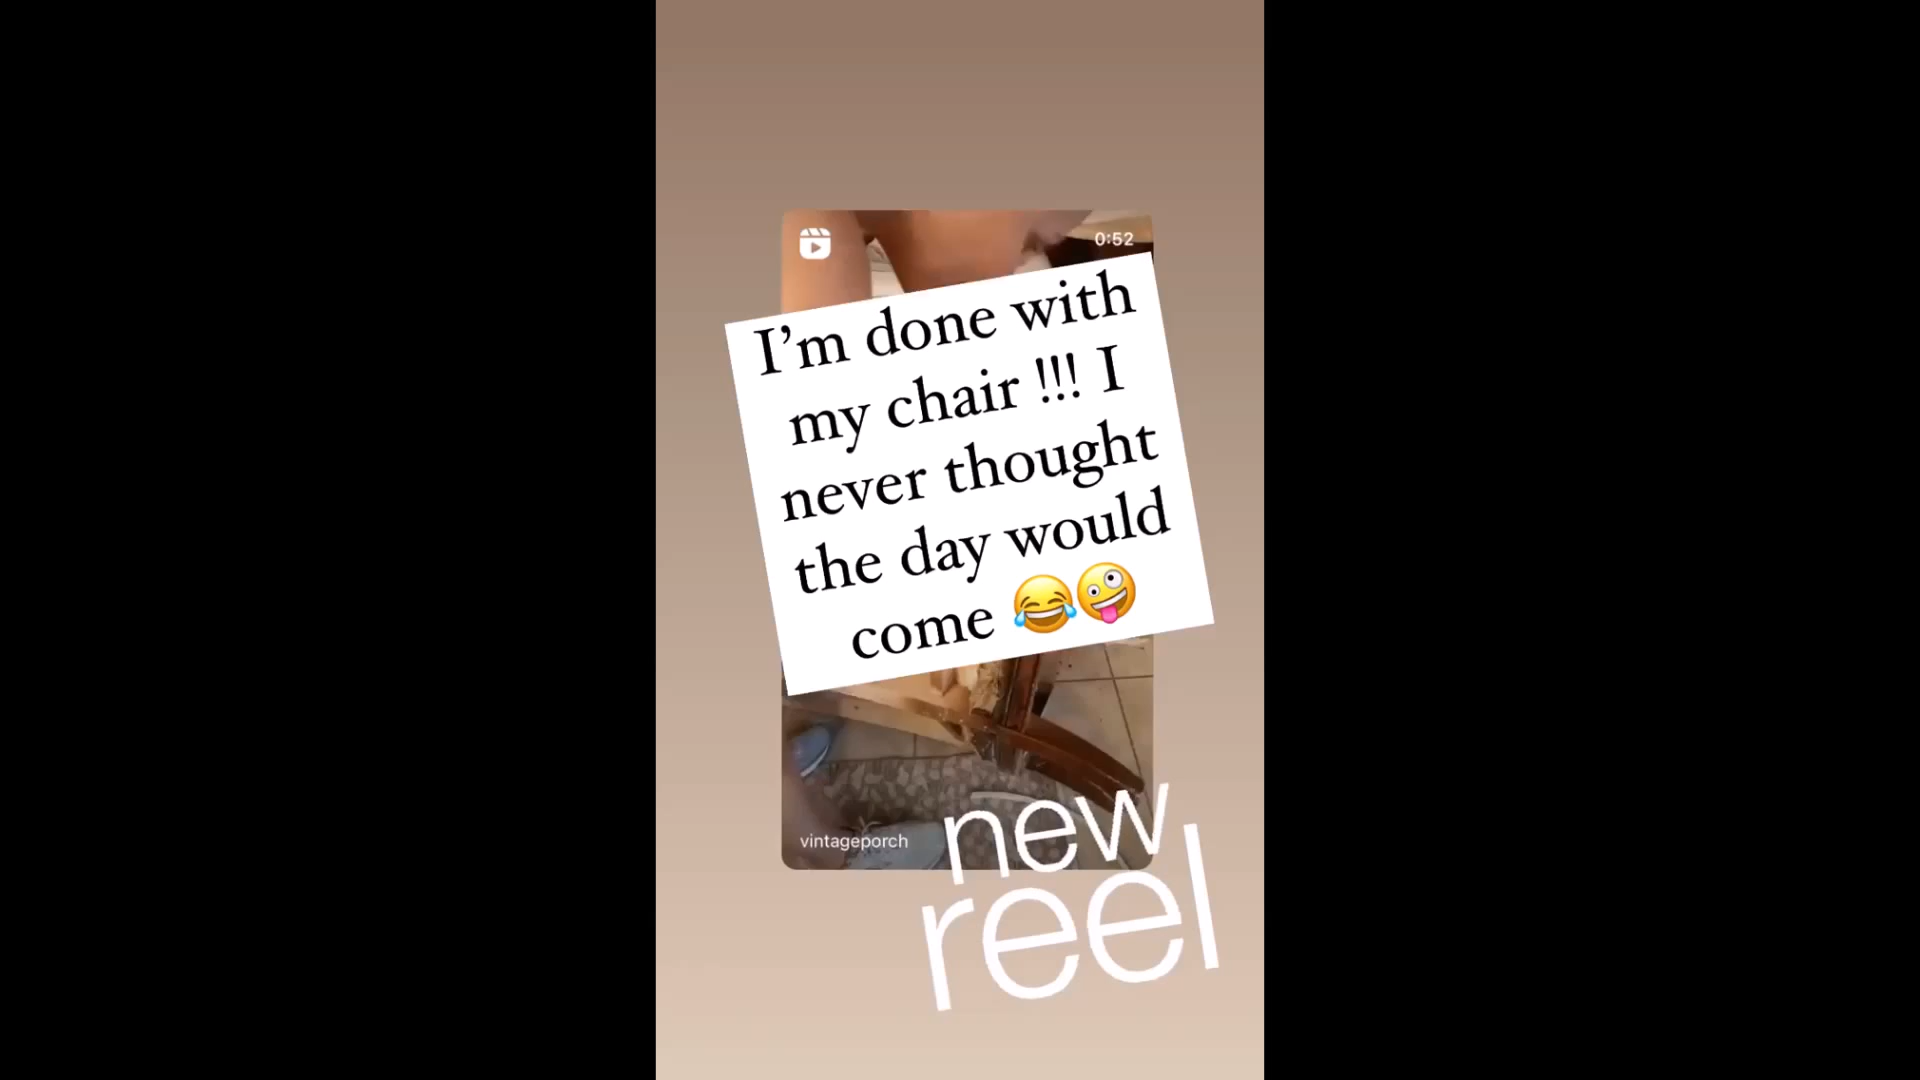 0:52
I’m done with
my chair !!! I
never thought
the day would
come 😂🤪
vintageporch
new
reel